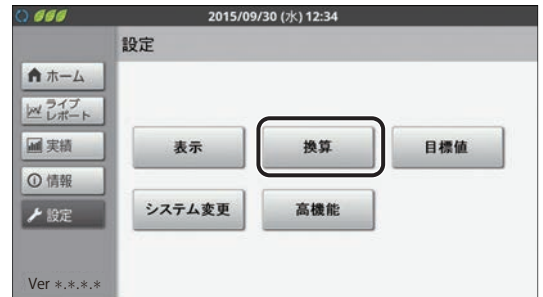 2015/09/30 (水) 12:34
設定
ホーム
ライブ
レポート
実績
情報
設定
表示
換算
目標値
システム変更
高機能
Ver *.*.*.*